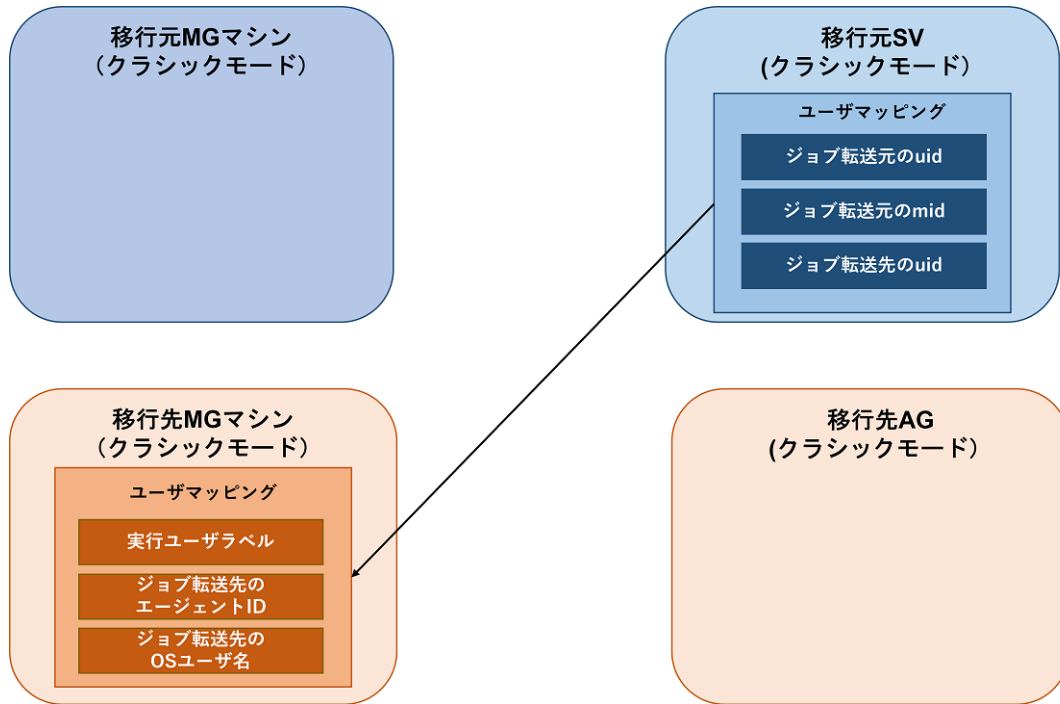 移行元MGマシン
（クラシックモード）
移行元SV
(クラシックモード）
ユーザマッピング
ジョブ転送元のuid
ジョブ転送元のmid
ジョブ転送先のuid
移行先MGマシン
（クラシックモード）
ユーザマッピング
実行ユーザラベル
ジョブ転送先の
エージェントID
ジョブ転送先の
OSユーザ名
移行先AG
(クラシックモード）